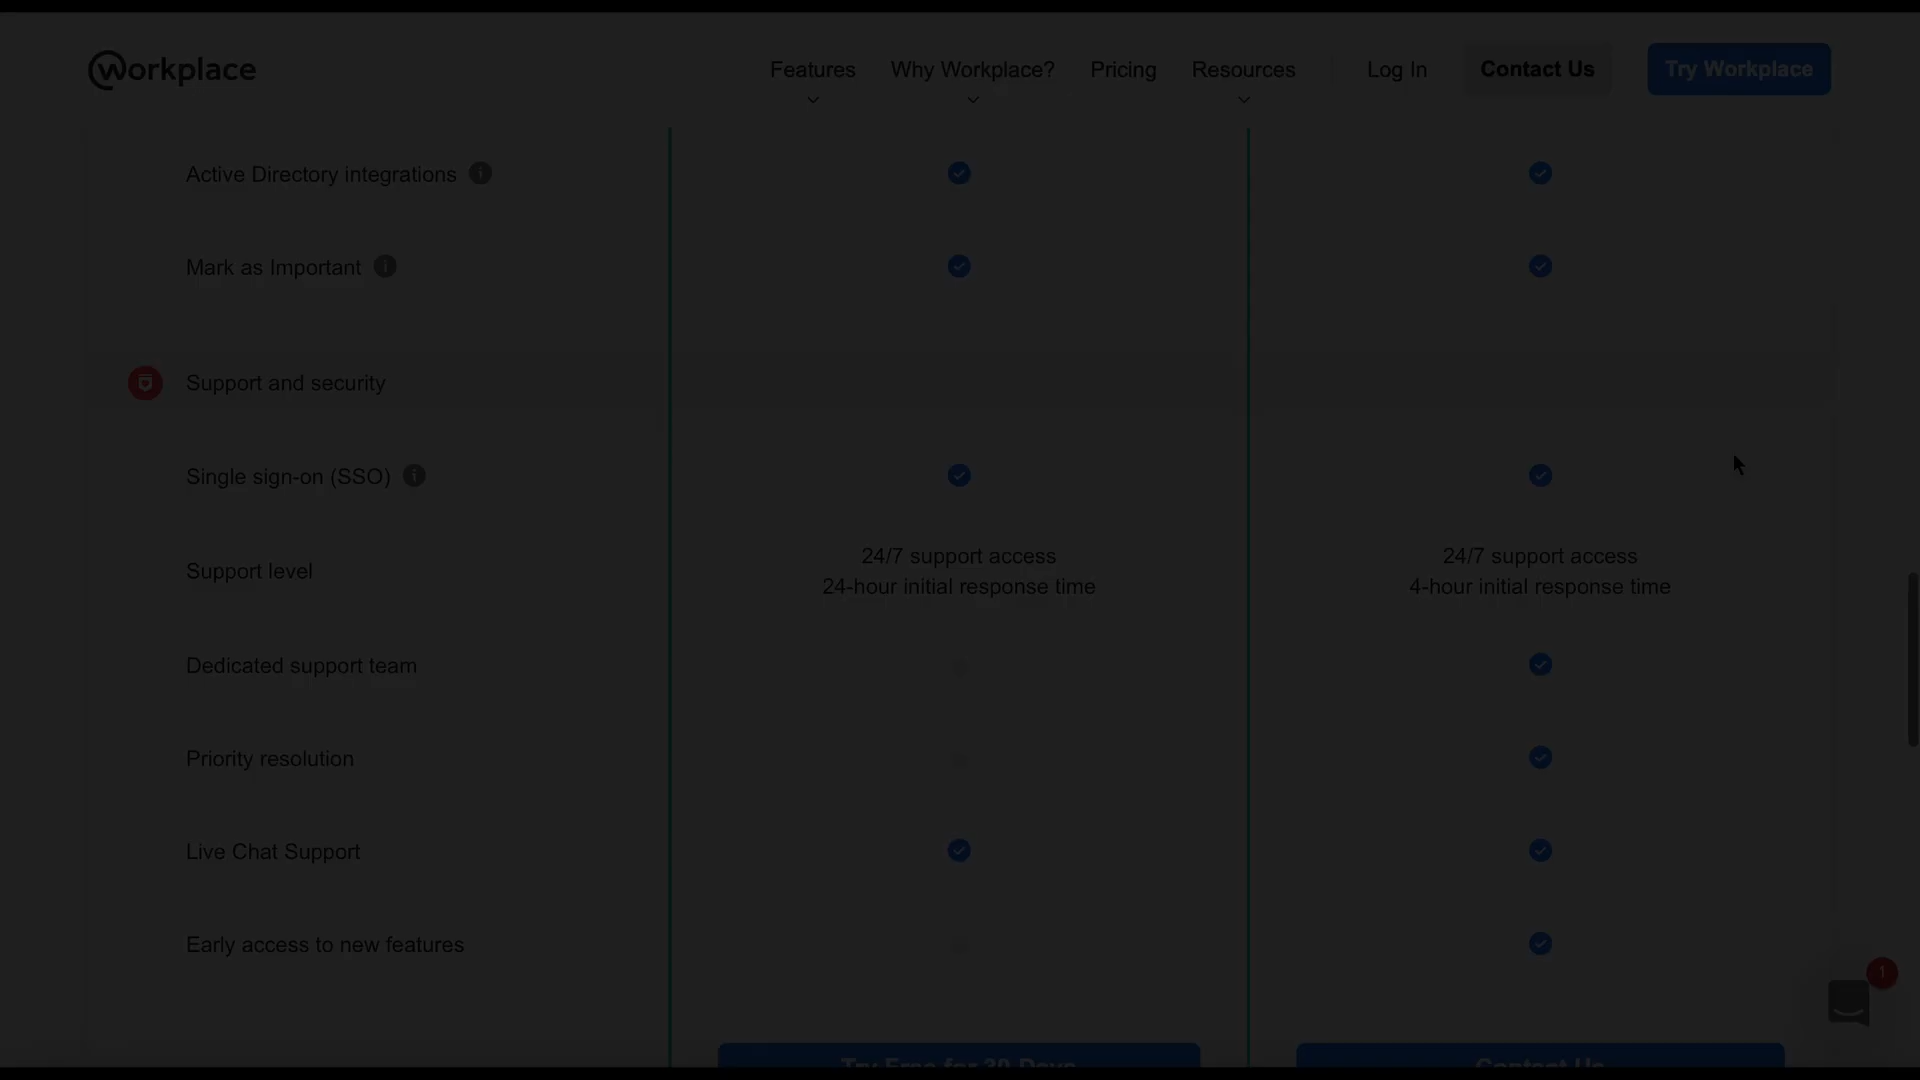 Workplace
Features
Why Workplace?
Pricing
Resources
Log In
Contact Us
Try Workplace
Active Directory integrations
Mark as Important
Support and security
Single sign-on (SSO)
Support level
24/7 support access
24-hour initial response time
24/7 support access
4-hour initial response time
Dedicated support team
Priority resolution
Live Chat Support
Early access to new features
1
Try Free for 30 Days
Contact Us